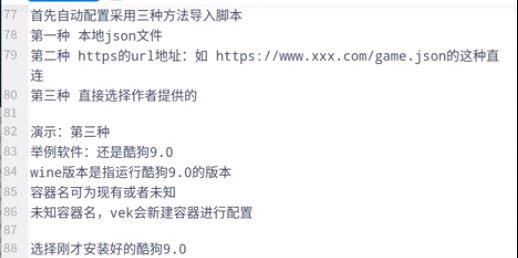 77 首先自动配置采用三种方法导入脚本
78 第一种 本地json文件
79 第二种 https的url地址：如 https://www.xxx.com/game.json的这种直
连
80 第三种 直接选择作者提供的
81
82 演示：第三种
83 举例软件：还是酷狗9.0
84 wine版本是指运行酷狗9.0的版本
85 容器名可为现有或者未知
86 未知容器名，vek会新建容器进行配置
87
88 选择刚才安装好的酷狗9.0